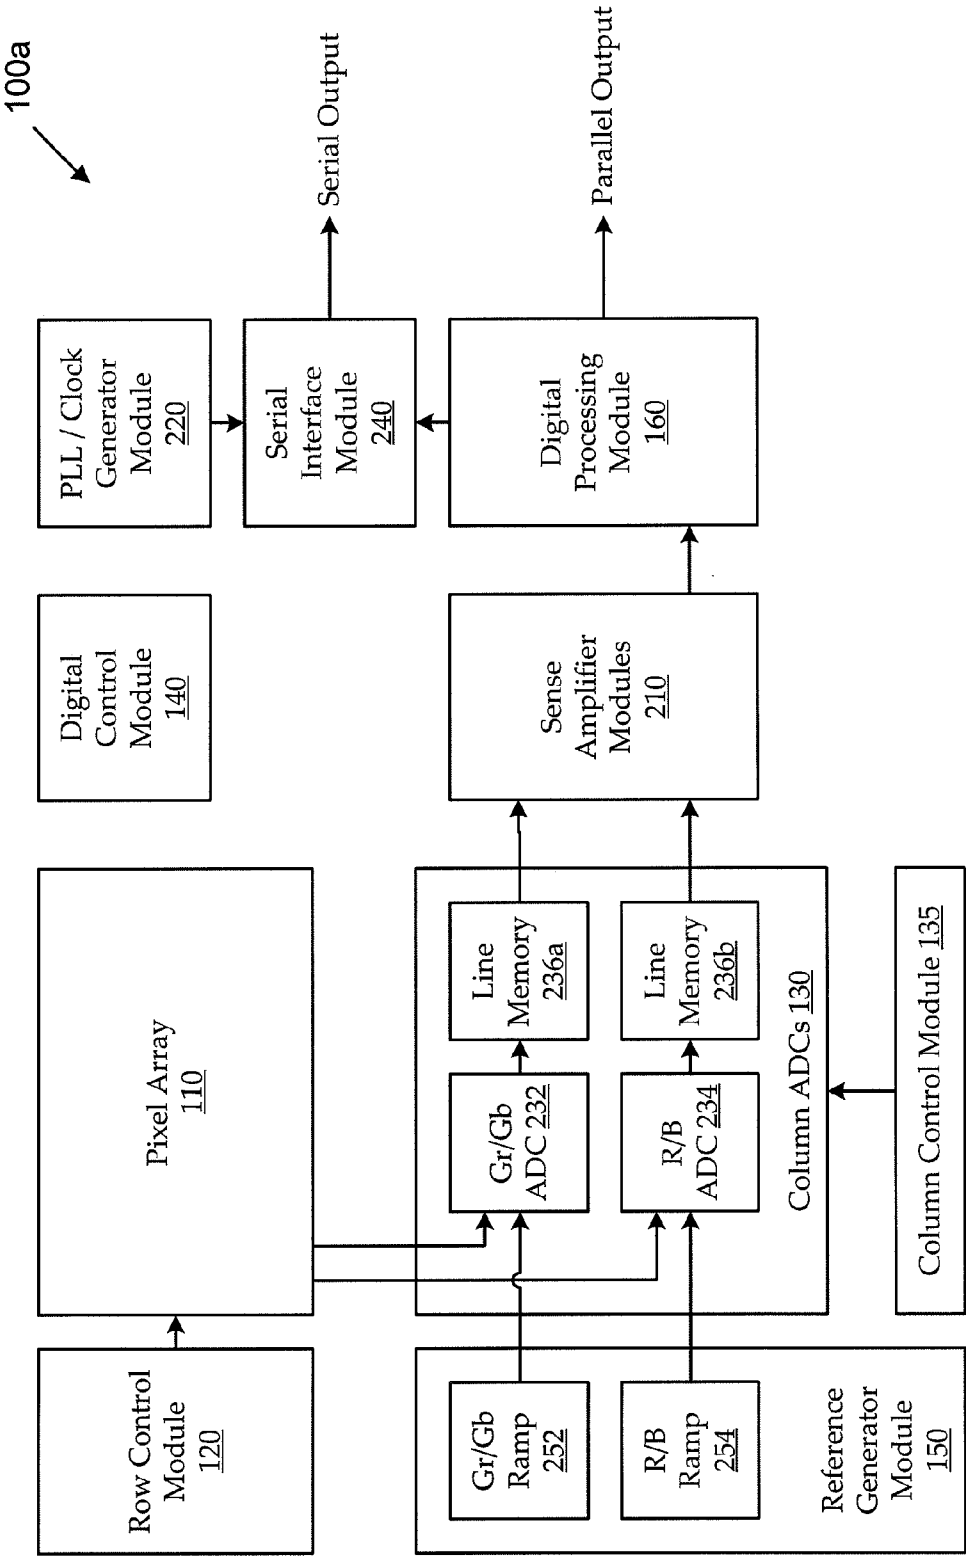 100a
Row Control
Module
120
Pixel Array
110
Digital
Control
Module
140
PLL / Clock
Generator
Module
220
Serial
Interface
Module
240
Serial Output
Gr/Gb
Ramp
252
R/B
Ramp
254
Reference
Generator
Module
150
Gr/Gb
ADC 232
Line
Memory
236a
R/B
ADC 234
Line
Memory
236b
Column ADCs 130
Column Control Module 135
Sense
Amplifier
Modules
210
Digital
Processing
Module
160
Parallel Output